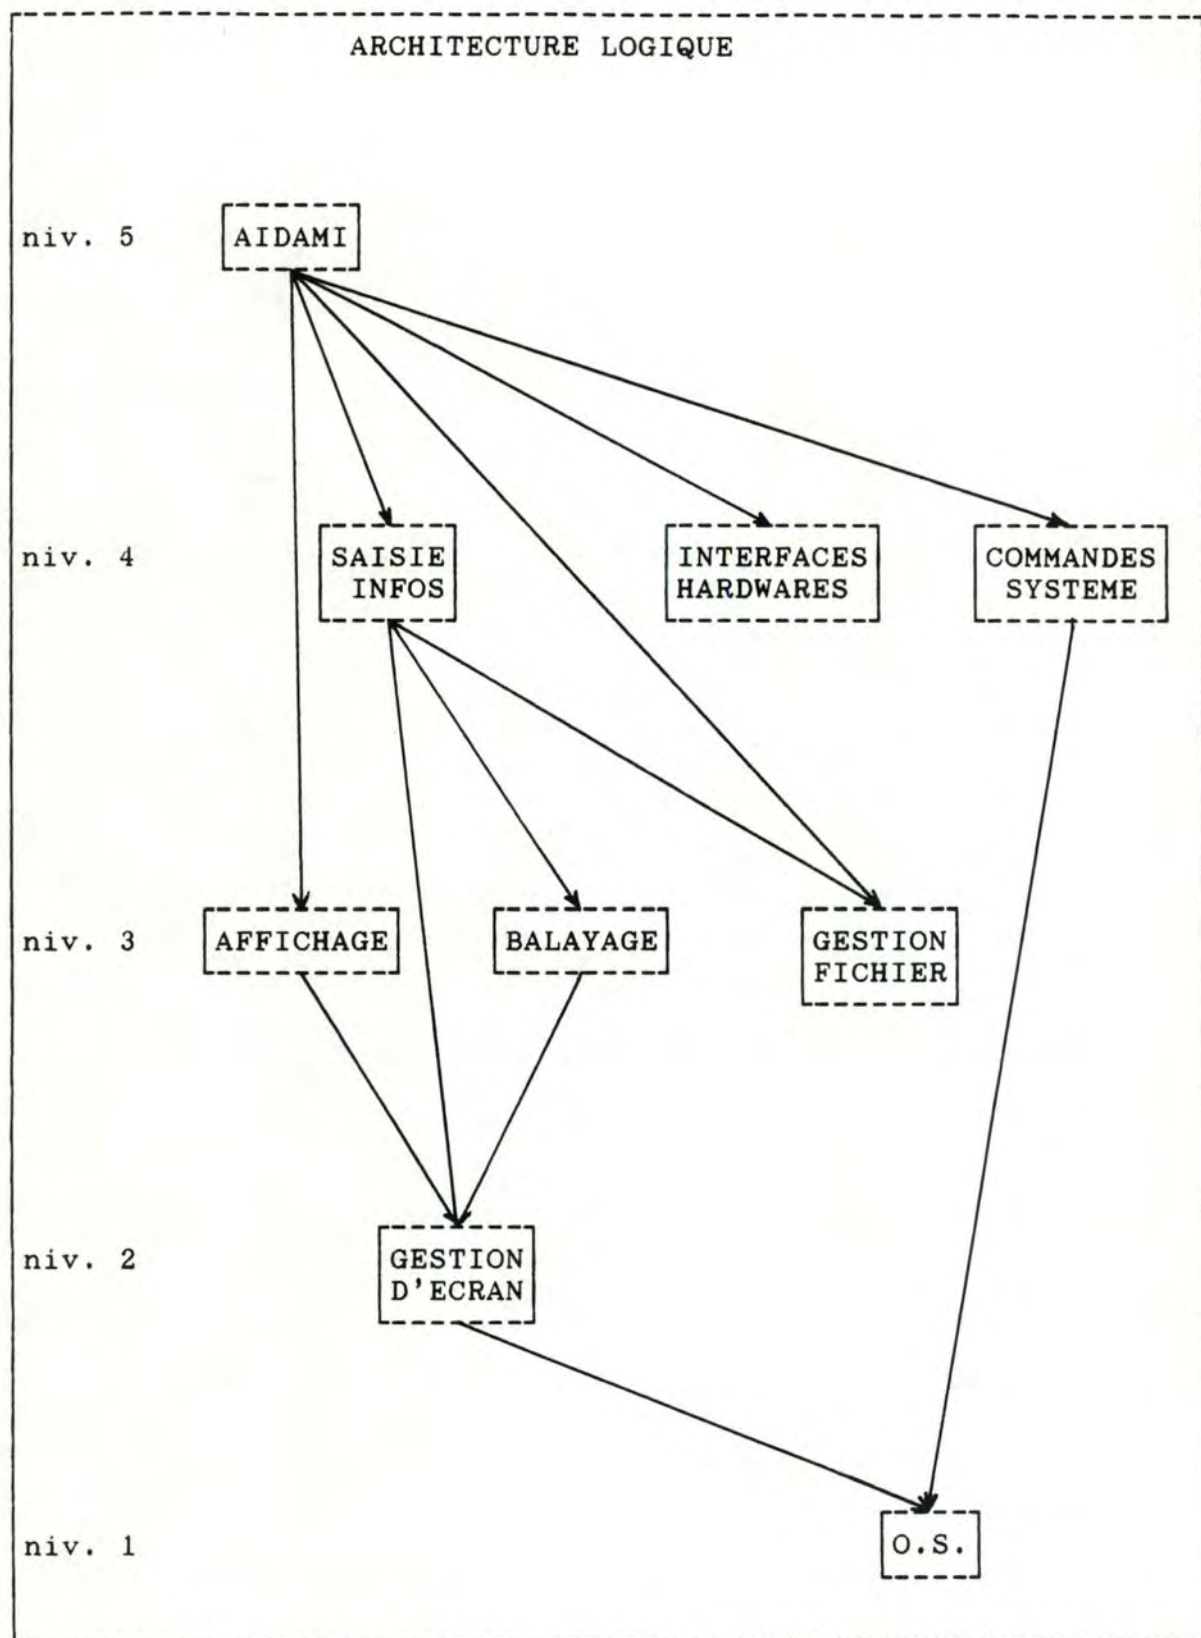 ARCHITECTURE LOGIQUE
niv. 5 AIDAMI
niv. 4 SAISIE INTERFACES COMMANDES
INFOS HARDWARES SYSTEME
niv. 3 AFFICHAGE BALAYAGE GESTION
FICHIER
niv. 2 GESTION
D'ECRAN
niv. 1 O.S.